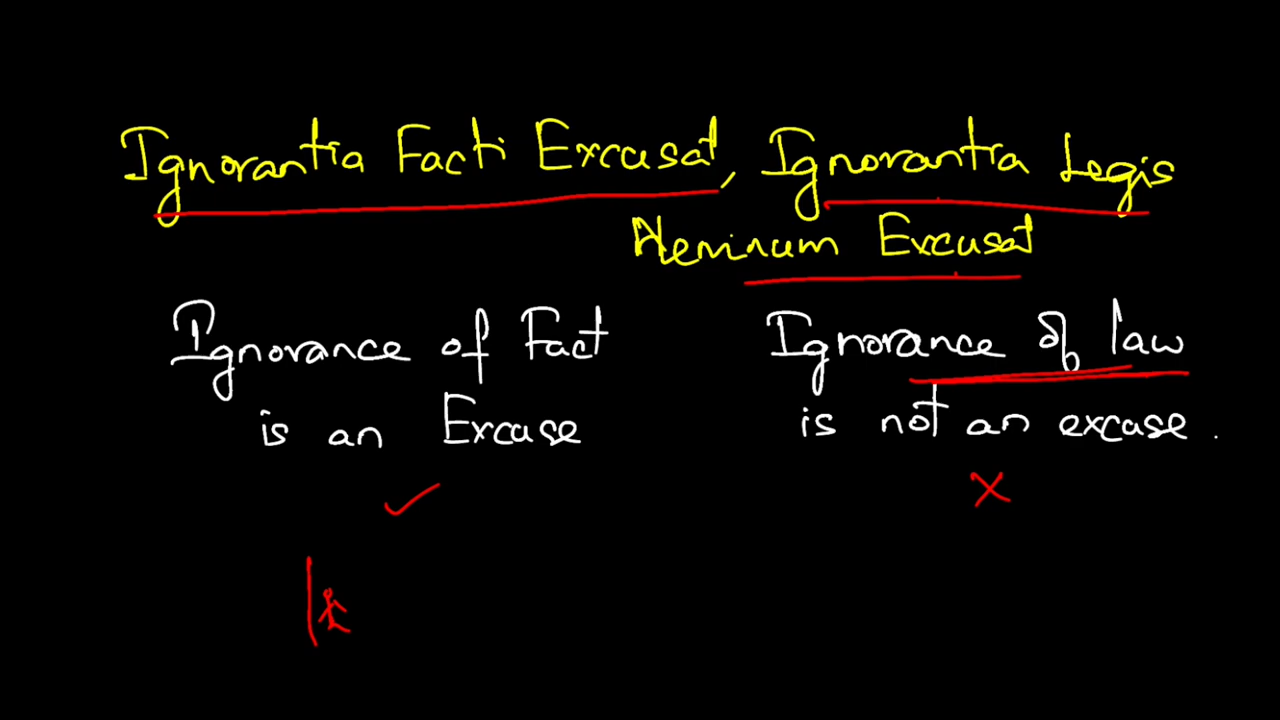 Ignorantia Facti Excusat, Ignorantia Legis
Neminum Excusat
Ignorance of Fact
is an Excuse
Ignorance of law
is not an excuse.